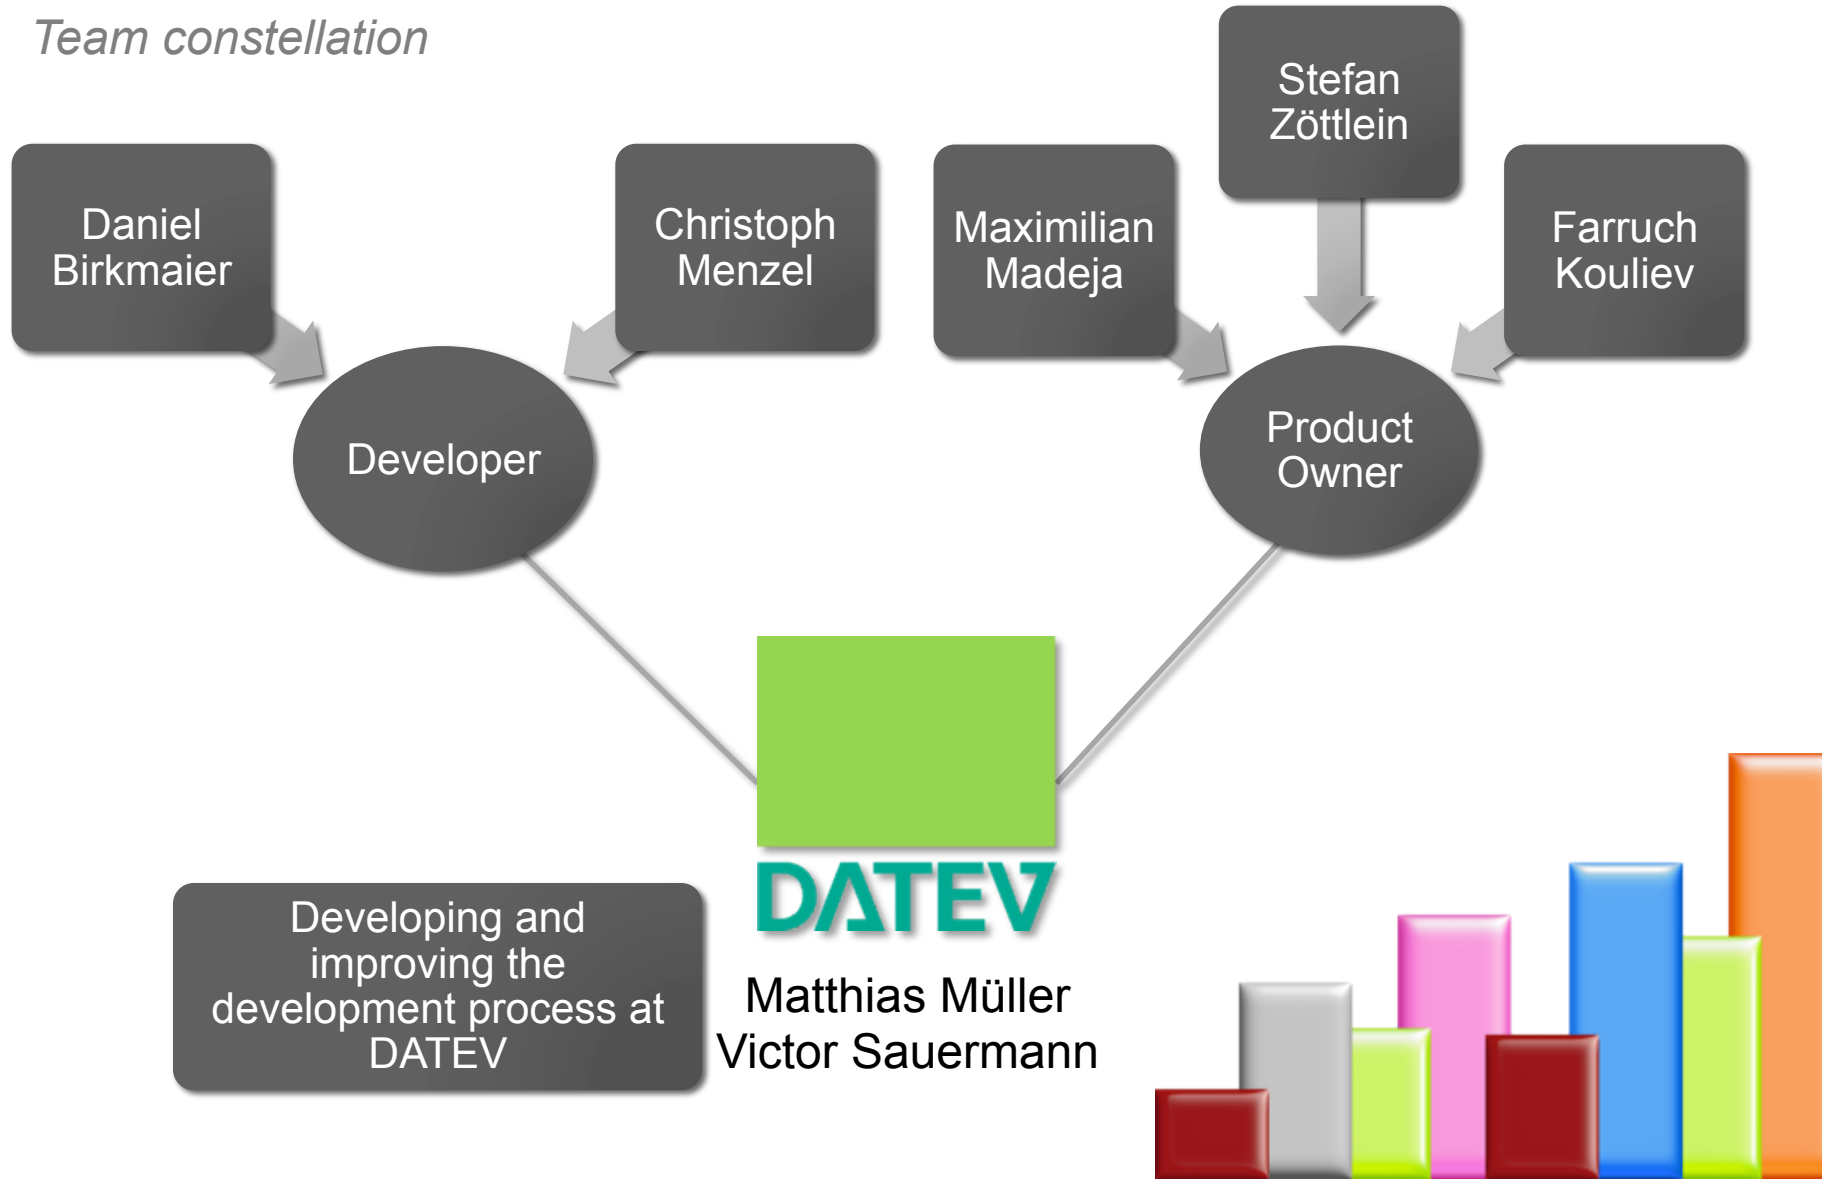 Team constellation
Stefan
Zöttlein
Daniel
Birkmaier
Christoph
Menzel
Maximilian
Madeja
Farruch
Kouliev
Developer
Product
Owner
DATEV
Developing and
improving the
development process at
DATEV
Matthias Müller
Victor Sauermann